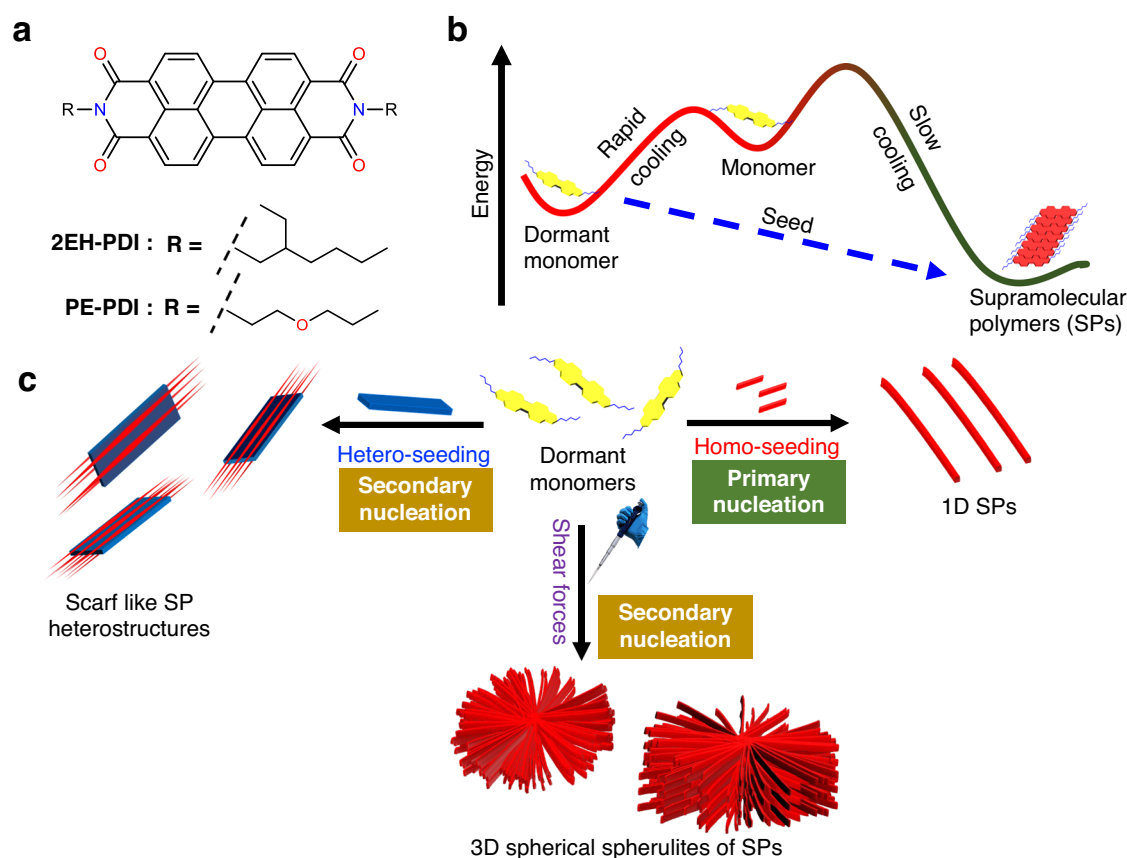 a
O O
R N N R
O O
2EH-PDI : R =
PE-PDI : R =
O
b
Energy
Rapid
cooling
Monomer
Slow
cooling
Dormant
monomer
Seed
Supramolecular
polymers (SPs)
c
Hetero-seeding
Secondary
nucleation
Dormant
monomers
Homo-seeding
Primary
nucleation
1D SPs
Scarf like SP
heterostructures
Shear forces
Secondary
nucleation
3D spherical spherulites of SPs